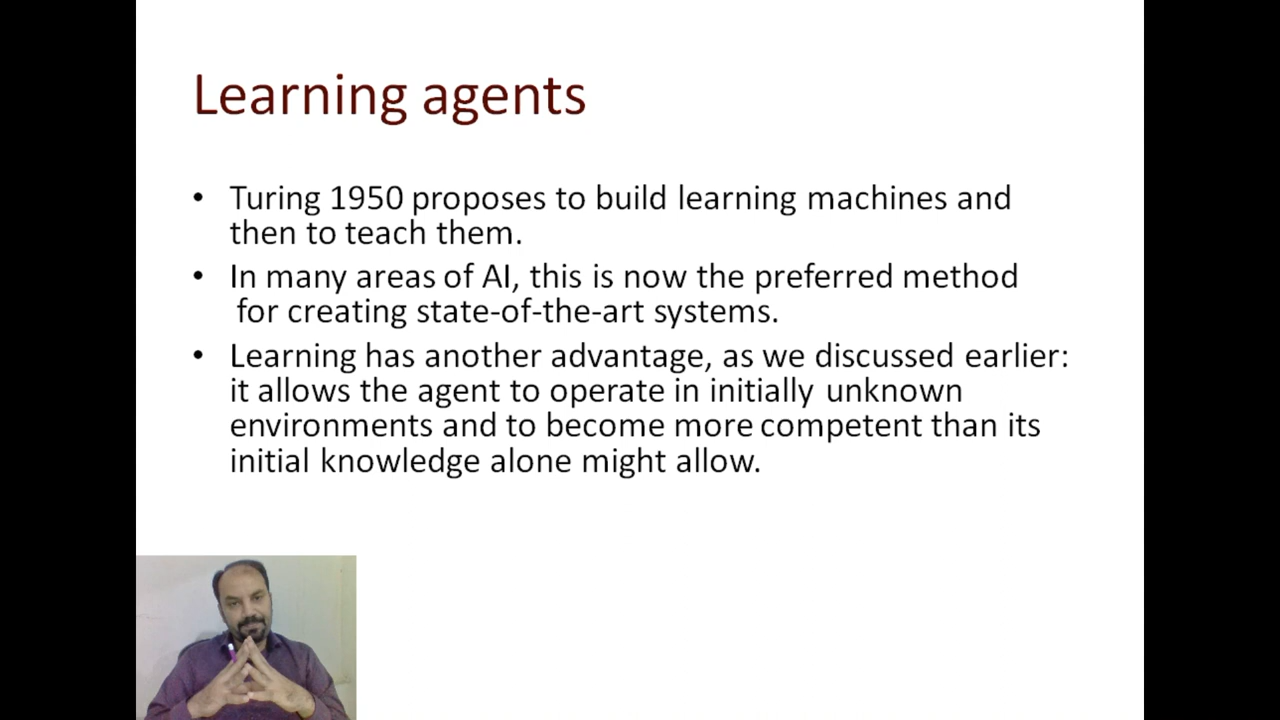 Learning agents
• Turing 1950 proposes to build learning machines and
then to teach them.
• In many areas of AI, this is now the preferred method
for creating state-of-the-art systems.
• Learning has another advantage, as we discussed earlier:
it allows the agent to operate in initially unknown
environments and to become more competent than its
initial knowledge alone might allow.